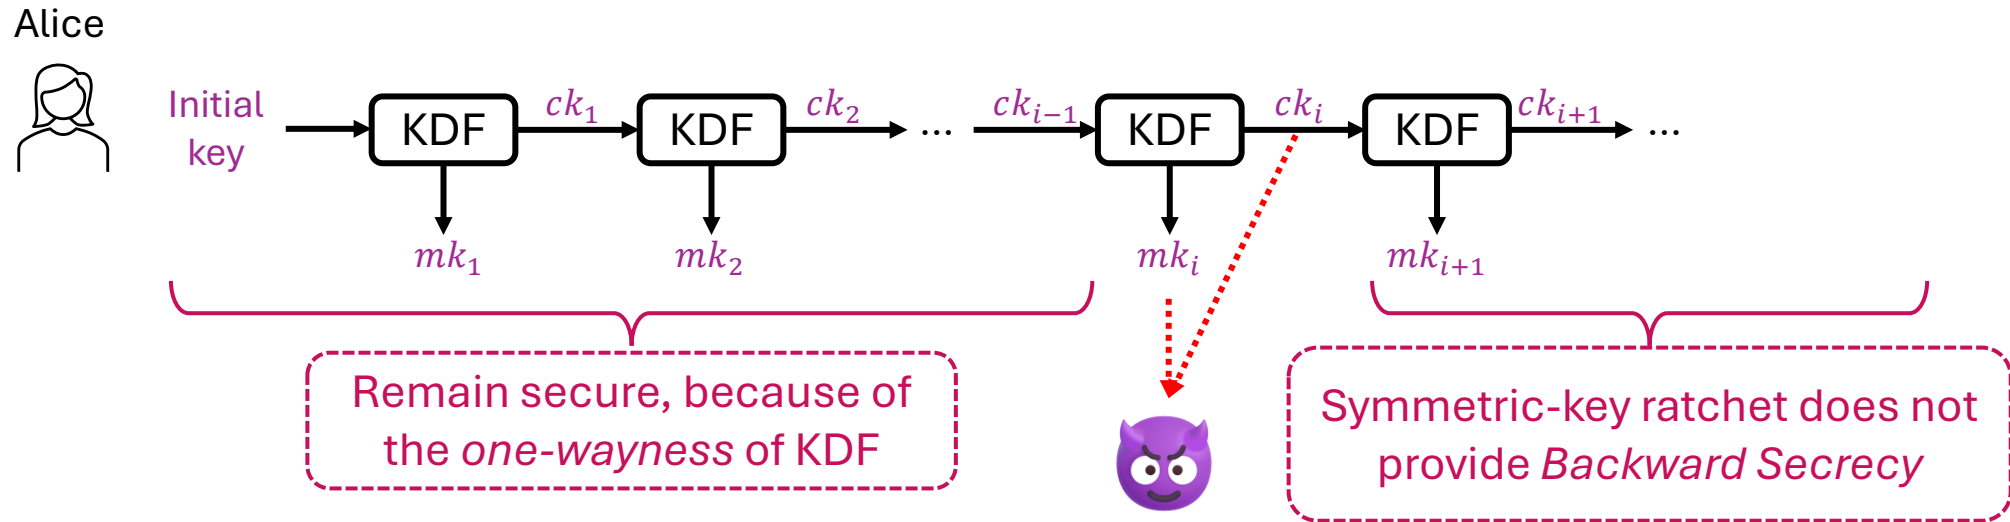 Alice
Initial
key
KDF
ck₁
KDF
ck₂
...
ckᵢ₋₁
KDF
ckᵢ
KDF
ckᵢ₊₁
...
mk₁
mk₂
mkᵢ
mkᵢ₊₁
Remain secure, because of
the one-wayness of KDF
Symmetric-key ratchet does not
provide Backward Secrecy